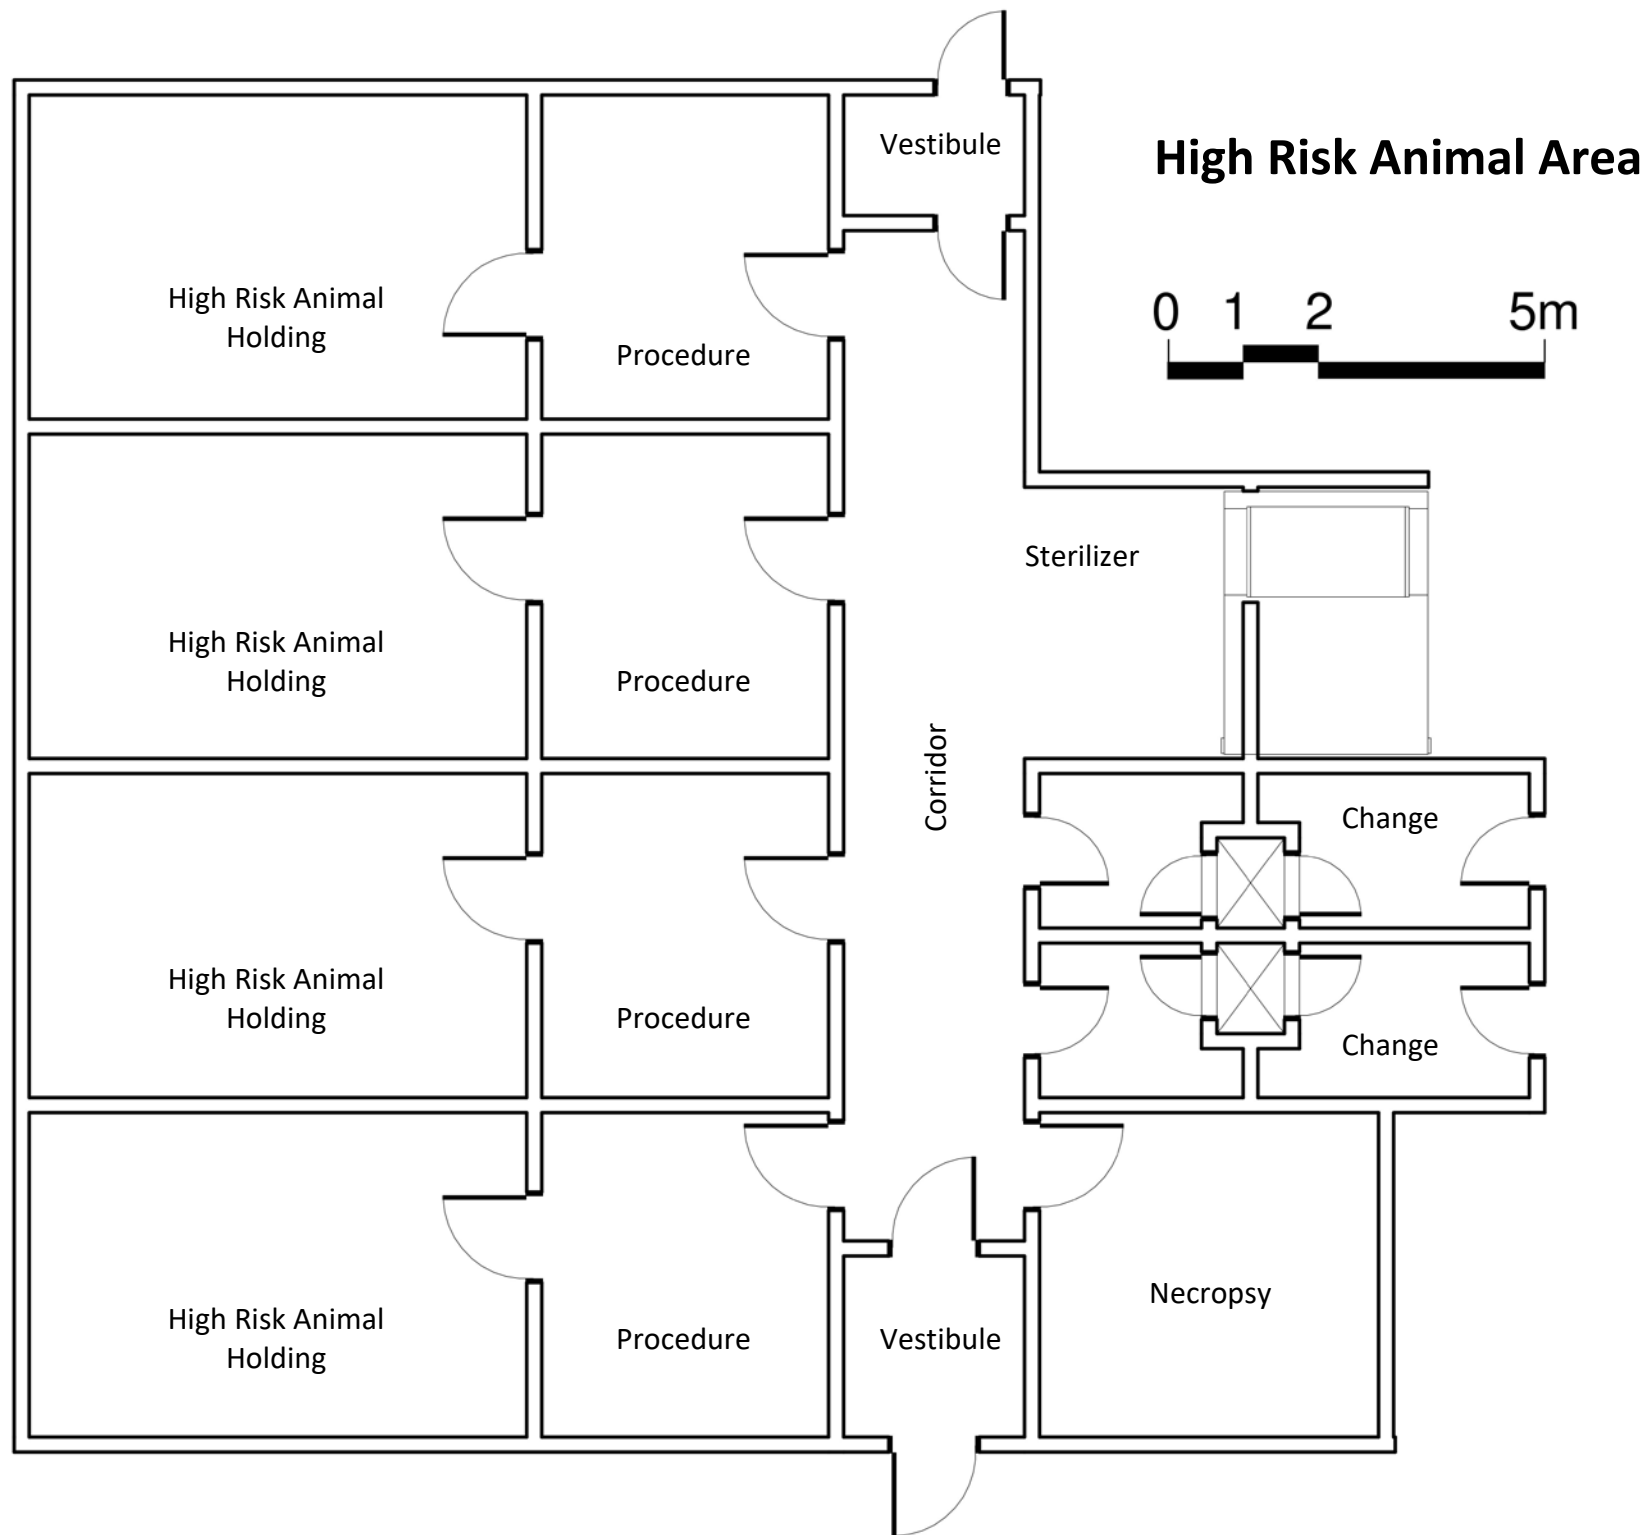 Vestibule
High Risk Animal Area
High Risk Animal
Holding
Procedure
0 1 2 5m
Sterilizer
High Risk Animal
Holding
Procedure
Corridor
Change
High Risk Animal
Holding
Procedure
Change
High Risk Animal
Holding
Procedure
Vestibule
Necropsy